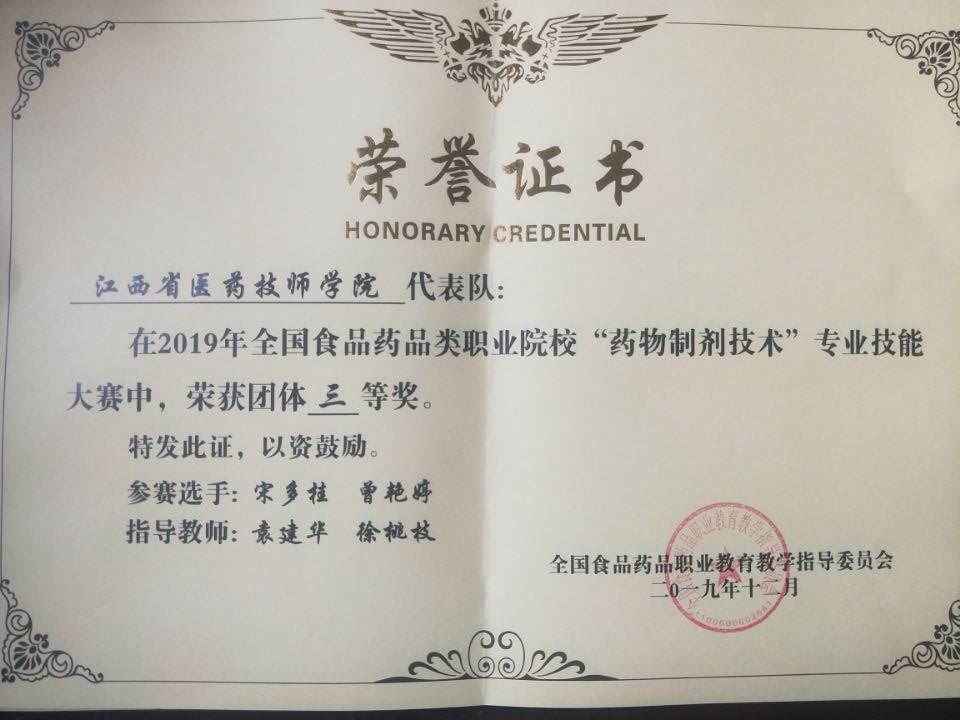 荣誉证书
HONORARY CREDENTIAL
江西省医药技师学院 代表队：
在2019年全国食品药品类职业院校“药物制剂技术”专业技能
大赛中，荣获团体三等奖。
特发此证，以资鼓励。
参赛选手：宋多桂 曾艳婷
指导教师：袁建华 徐桃枝
全国食品药品职业教育教学指导委员会
二〇一九年十二月